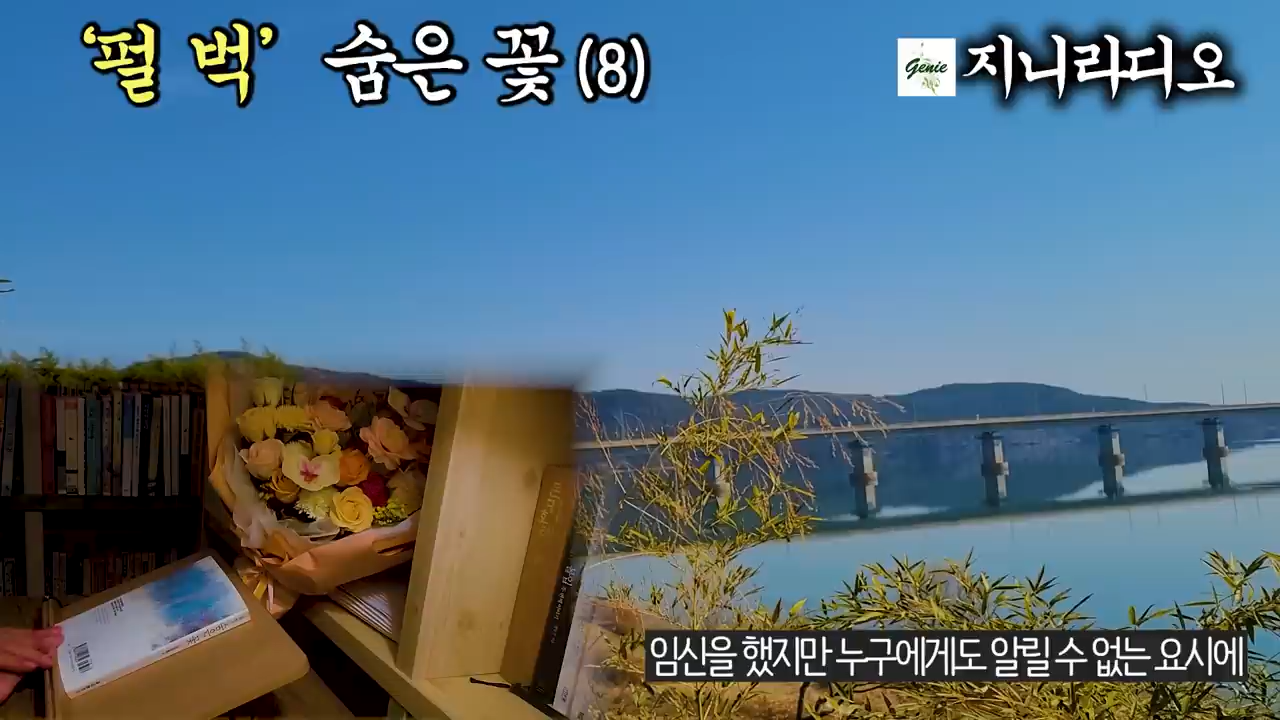 ‘펄 벅’ 숨은 꽃 (8)
Genie 지니라디오
임신을 했지만 누구에게도 알릴 수 없는 요시에